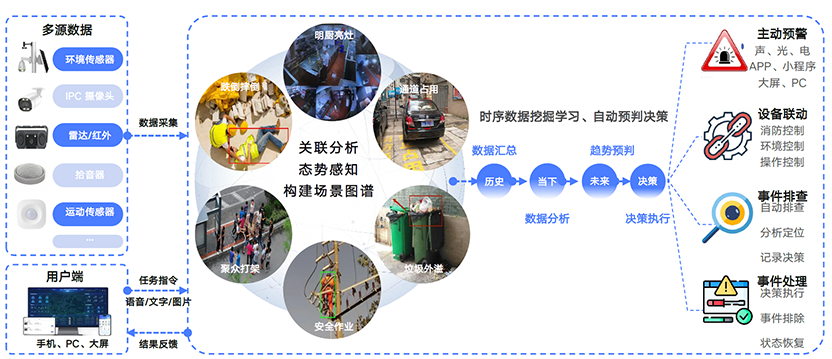 多源数据
环境传感器
IPC 摄像头
雷达/红外
拾音器
运动传感器
...
用户端
手机、PC、大屏
数据采集
任务指令
语音/文字/图片
结果反馈
明厨亮灶
跌倒摔倒
通道占用
关联分析
态势感知
构建场景图谱
聚众打架
垃圾外溢
安全作业
时序数据挖掘学习、自动预判决策
数据汇总
趋势预判
历史
当下
未来
决策
数据分析
决策执行
主动预警
声、光、电
APP、小程序
大屏、PC
设备联动
消防控制
环境控制
操作控制
事件排查
自动排查
分析定位
记录决策
事件处理
决策执行
事件排除
状态恢复